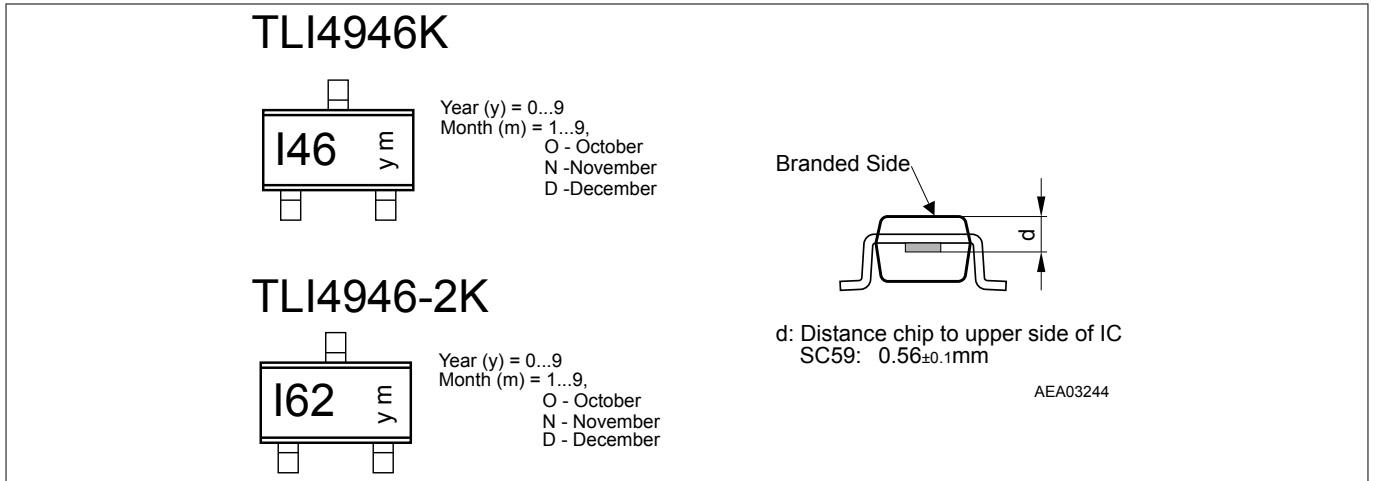 TLI4946K
I46
y m
Year (y) = 0...9
Month (m) = 1...9,
O - October
N -November
D -December
TLI4946-2K
I62
y m
Year (y) = 0...9
Month (m) = 1...9,
O - October
N - November
D - December
Branded Side
d
d: Distance chip to upper side of IC
SC59: 0.56±0.1mm
AEA03244